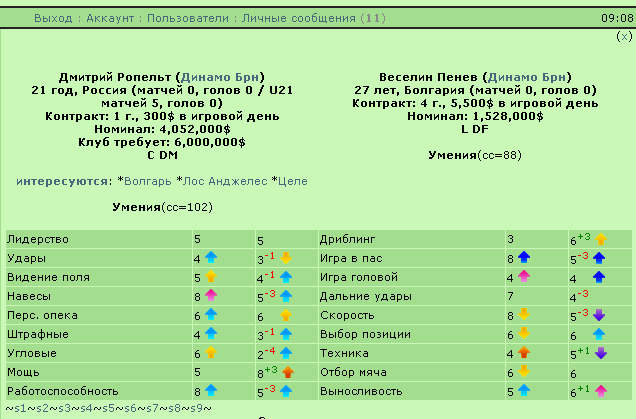 Выход : Аккаунт : Пользователи : Личные сообщения (11) 09:08
(x)
Дмитрий Ропельт (Динамо Брн)
21 год, Россия (матчей 0, голов 0 / U21
матчей 5, голов 0)
Контракт: 1 г., 300$ в игровой день
Номинал: 4,052,000$
Клуб требует: 6,000,000$
C DM
интересуются: *Волгарь *Лос Анджелес *Целе
Умения(сс=102)
Веселин Пенев (Динамо Брн)
27 лет, Болгария (матчей 0, голов 0)
Контракт: 4 г., 5,500$ в игровой день
Номинал: 1,528,000$
L DF
Умения(сс=88)
Лидерство 5 5 Дриблинг 3 6+3
Удары 4 3-1 Игра в пас 8 5-3
Видение поля 5 4-1 Игра головой 4 4
Навесы 8 5-3 Дальние удары 7 4-3
Перс. опека 6 6 Скорость 8 5-3
Штрафные 4 3-1 Выбор позиции 6 6
Угловые 6 2-4 Техника 4 5+1
Мощь 5 8+3 Отбор мяча 6 6
Работоспособность 8 5-3 Выносливость 5 6+1
~s1~s2~s3~s4~s5~s6~s7~s8~s9~